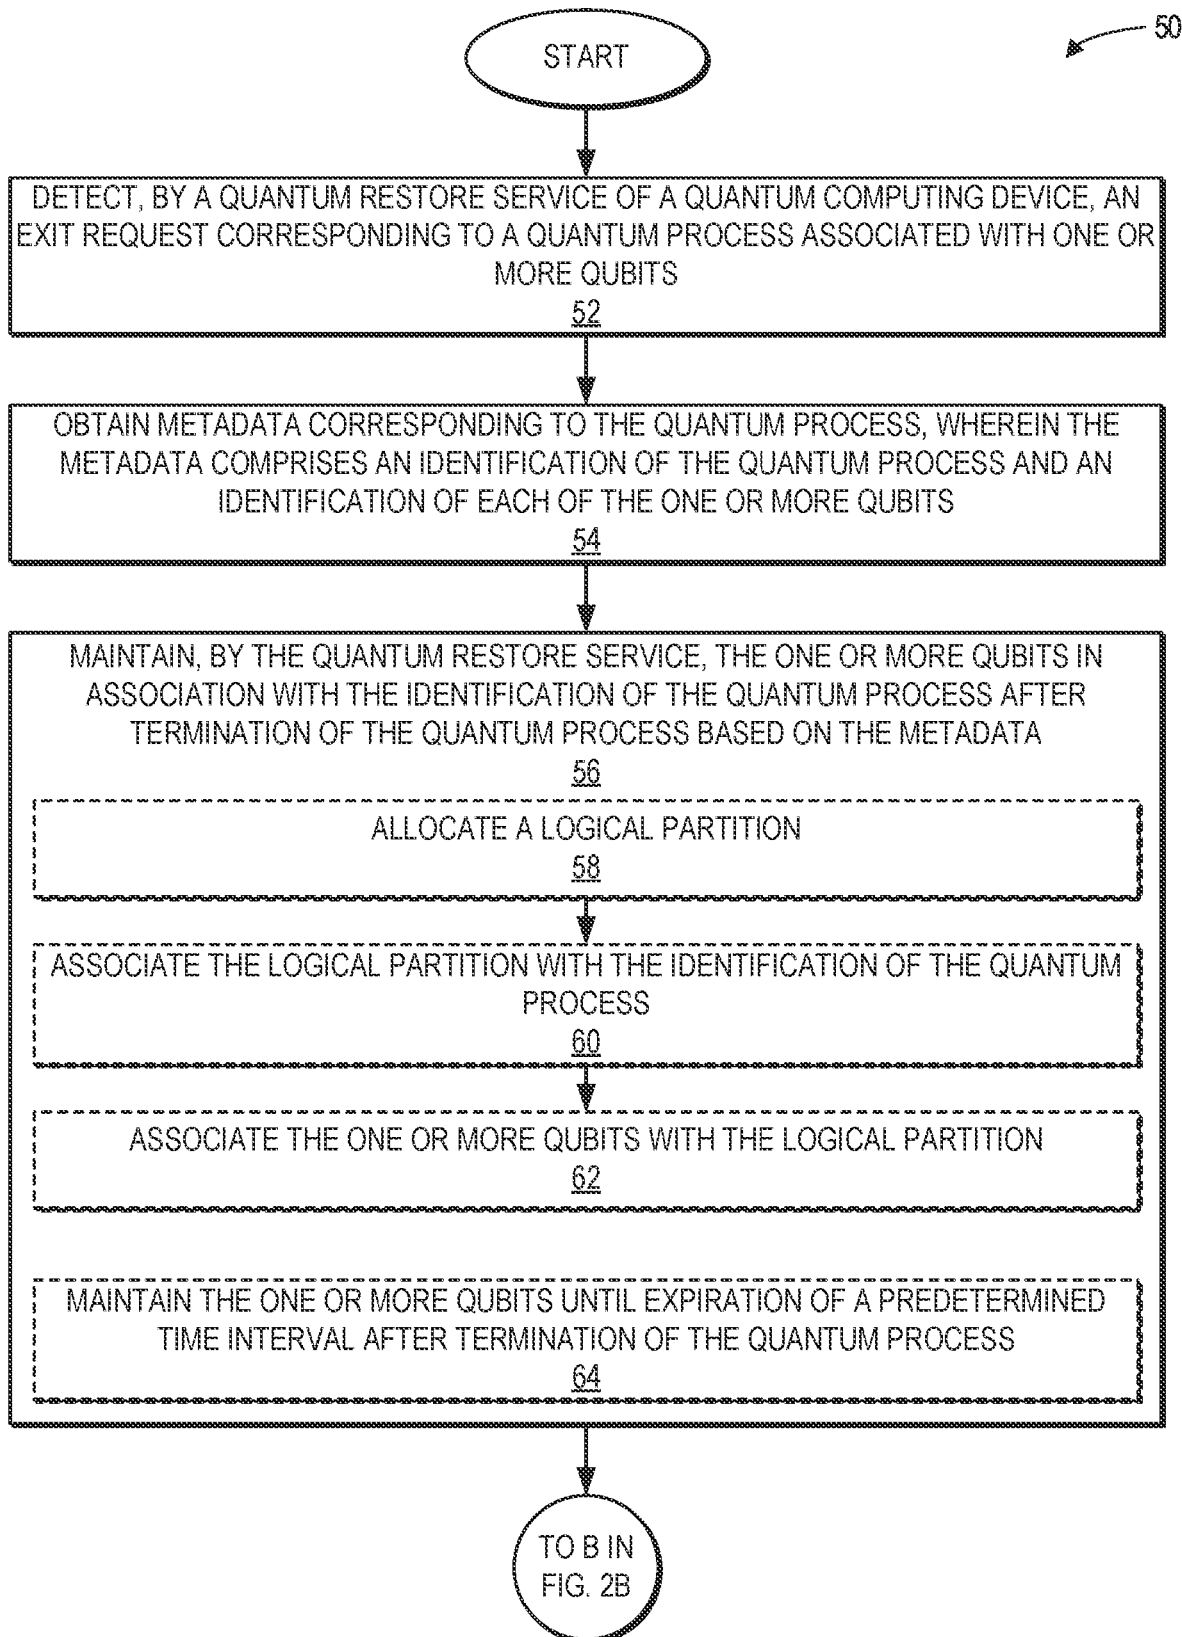 50
START
DETECT, BY A QUANTUM RESTORE SERVICE OF A QUANTUM COMPUTING DEVICE, AN
EXIT REQUEST CORRESPONDING TO A QUANTUM PROCESS ASSOCIATED WITH ONE OR
MORE QUBITS
52
OBTAIN METADATA CORRESPONDING TO THE QUANTUM PROCESS, WHEREIN THE
METADATA COMPRISES AN IDENTIFICATION OF THE QUANTUM PROCESS AND AN
IDENTIFICATION OF EACH OF THE ONE OR MORE QUBITS
54
MAINTAIN, BY THE QUANTUM RESTORE SERVICE, THE ONE OR MORE QUBITS IN
ASSOCIATION WITH THE IDENTIFICATION OF THE QUANTUM PROCESS AFTER
TERMINATION OF THE QUANTUM PROCESS BASED ON THE METADATA
56
ALLOCATE A LOGICAL PARTITION
58
ASSOCIATE THE LOGICAL PARTITION WITH THE IDENTIFICATION OF THE QUANTUM
PROCESS
60
ASSOCIATE THE ONE OR MORE QUBITS WITH THE LOGICAL PARTITION
62
MAINTAIN THE ONE OR MORE QUBITS UNTIL EXPIRATION OF A PREDETERMINED
TIME INTERVAL AFTER TERMINATION OF THE QUANTUM PROCESS
64
TO B IN
FIG. 2B